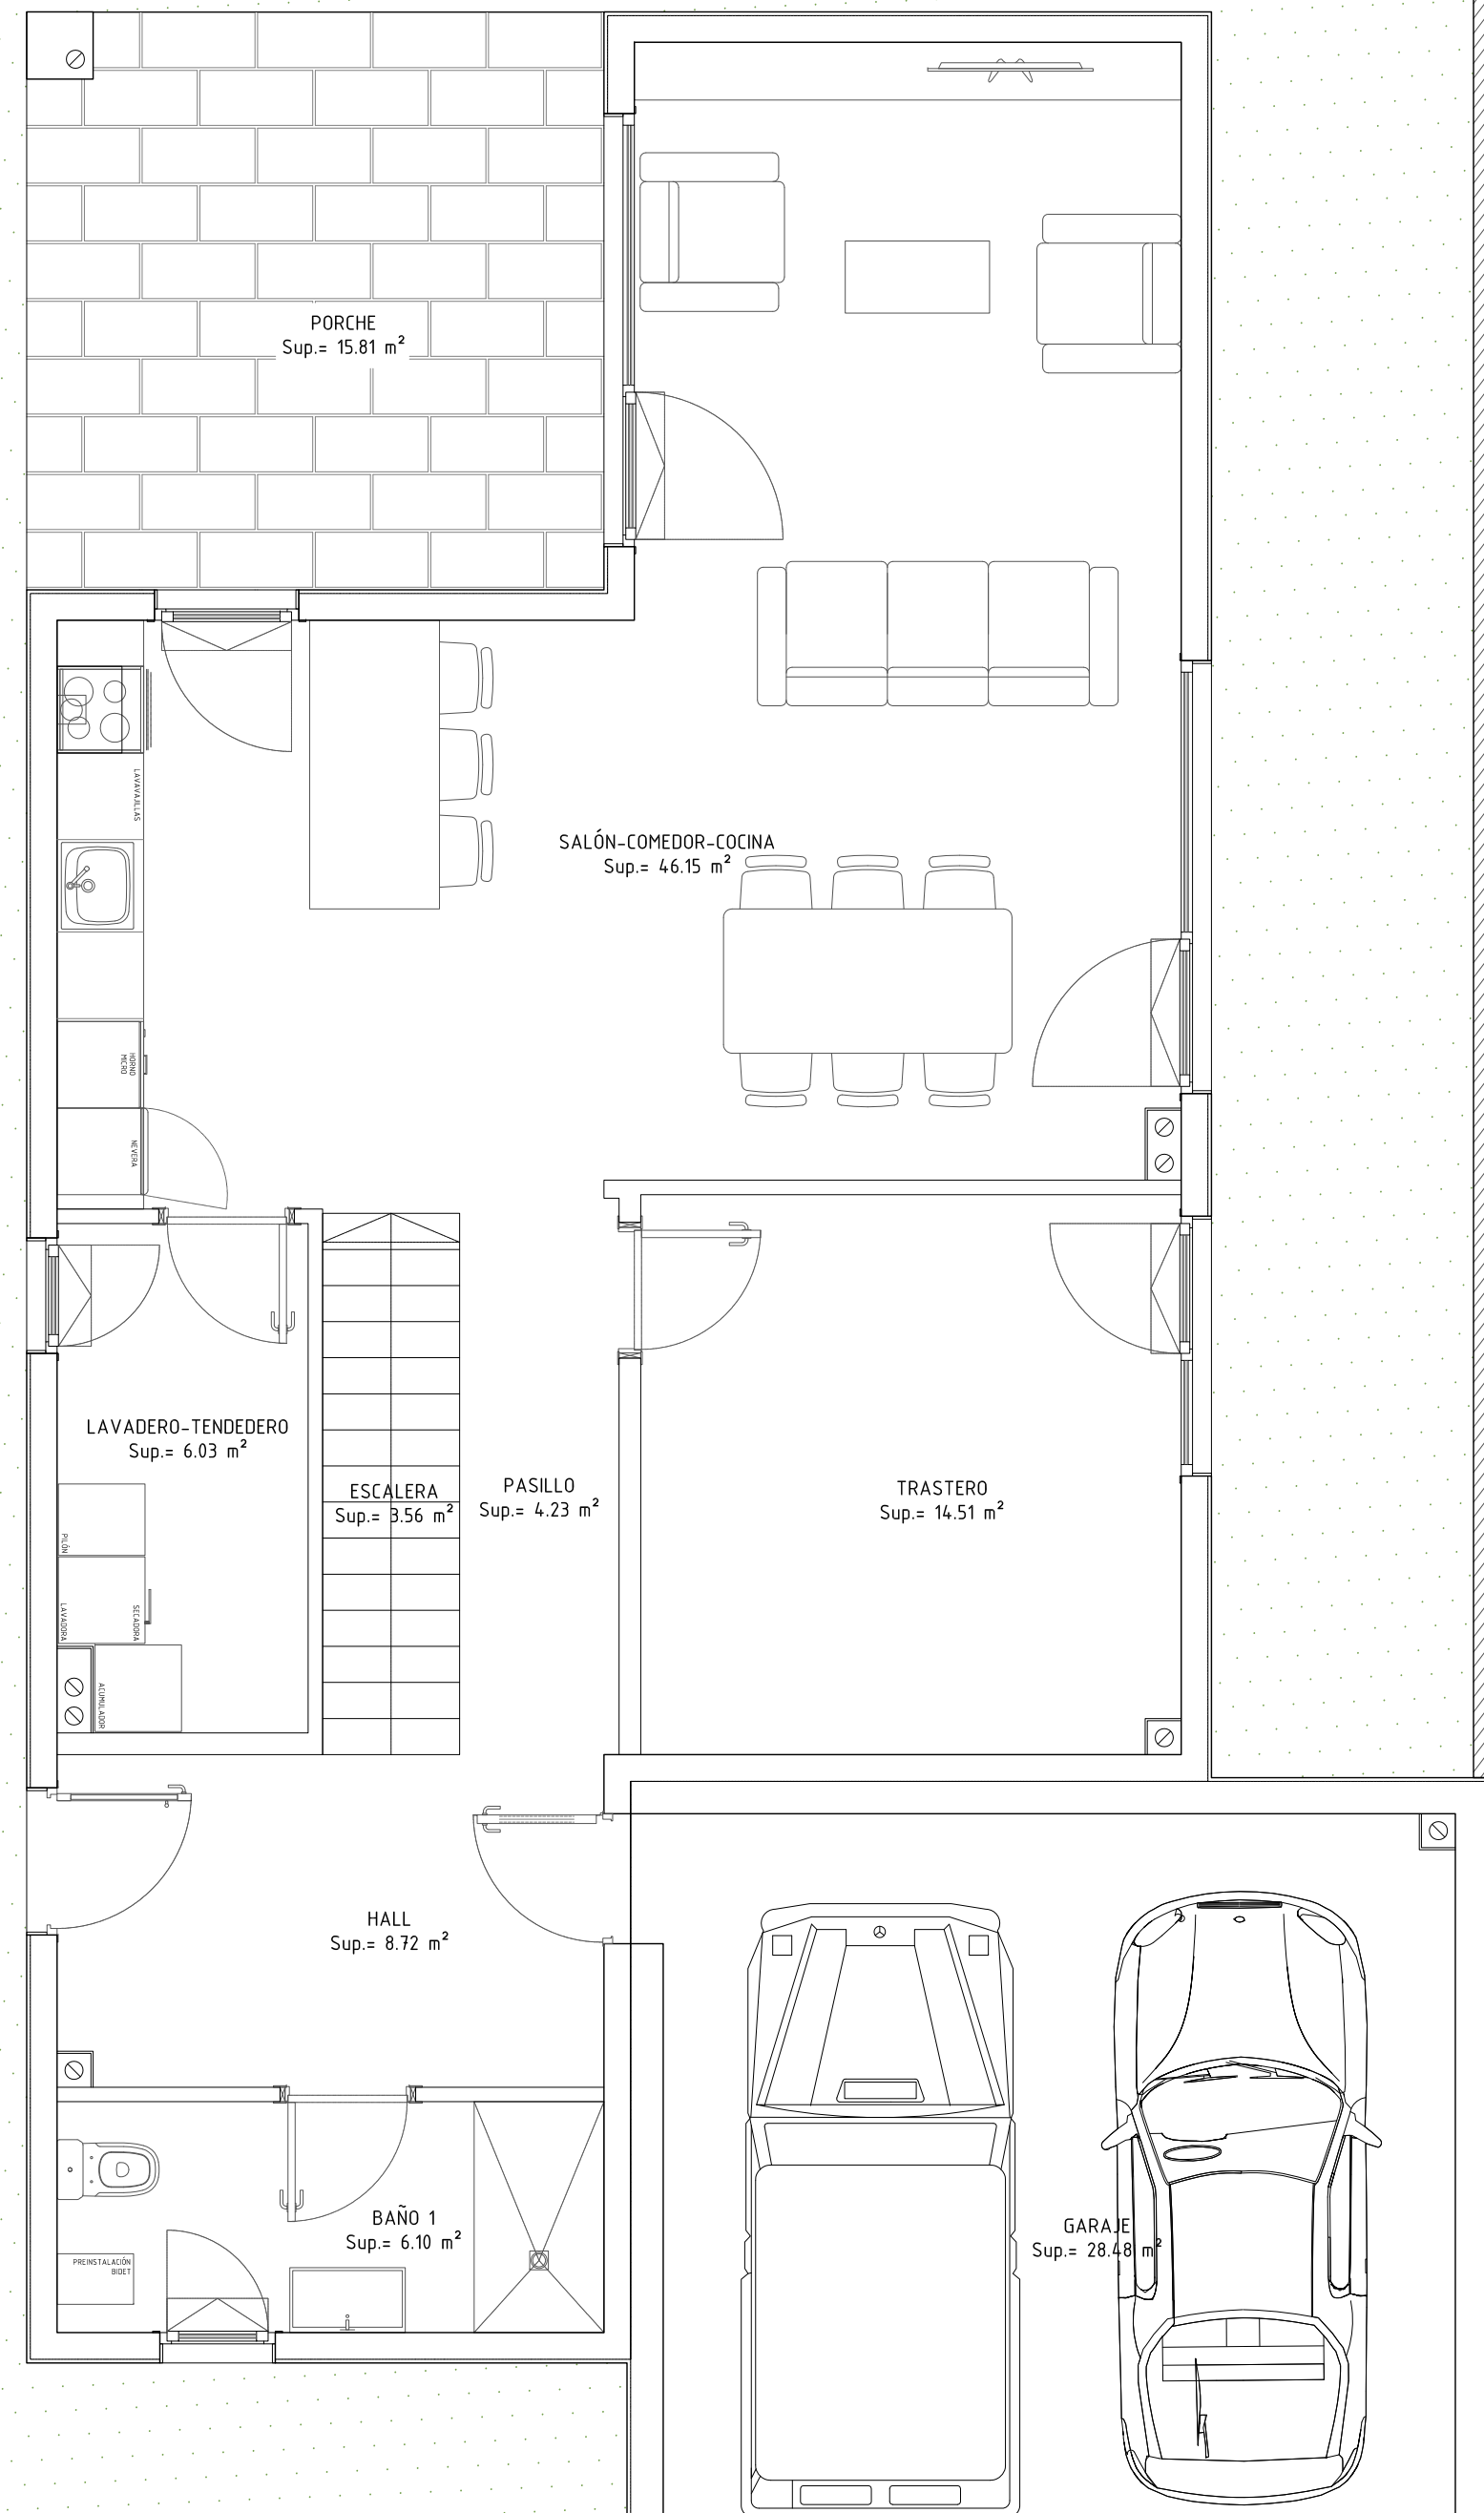 PORCHE
Sup.= 15.81 m²
LAVAVAJILLAS
SALÓN-COMEDOR-COCINA
Sup.= 46.15 m²
HORNO
MICRO
NEVERA
LAVADERO-TENDEDERO
Sup.= 6.03 m²
ESCALERA
Sup.= 3.56 m²
PASILLO
Sup.= 4.23 m²
TRASTERO
Sup.= 14.51 m²
PILÓN
LAVADORA
SECADORA
ACUMULADOR
HALL
Sup.= 8.72 m²
BAÑO 1
Sup.= 6.10 m²
PREINSTALACIÓN
BIDET
GARAJE
Sup.= 28.48 m²